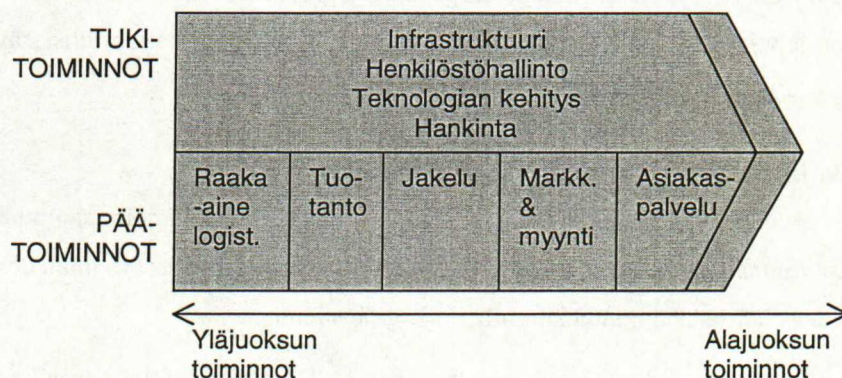 TUKI-
TOIMINNOT
Infrastruktuuri
Henkilöstöhallinto
Teknologian kehitys
Hankinta
PÄÄ-
TOIMINNOT
Raaka
-aine
logist.
Tuo-
tanto
Jakelu
Markk.
&
myynti
Asiakas-
palvelu
Yläjuoksun
toiminnot
Alajuoksun
toiminnot